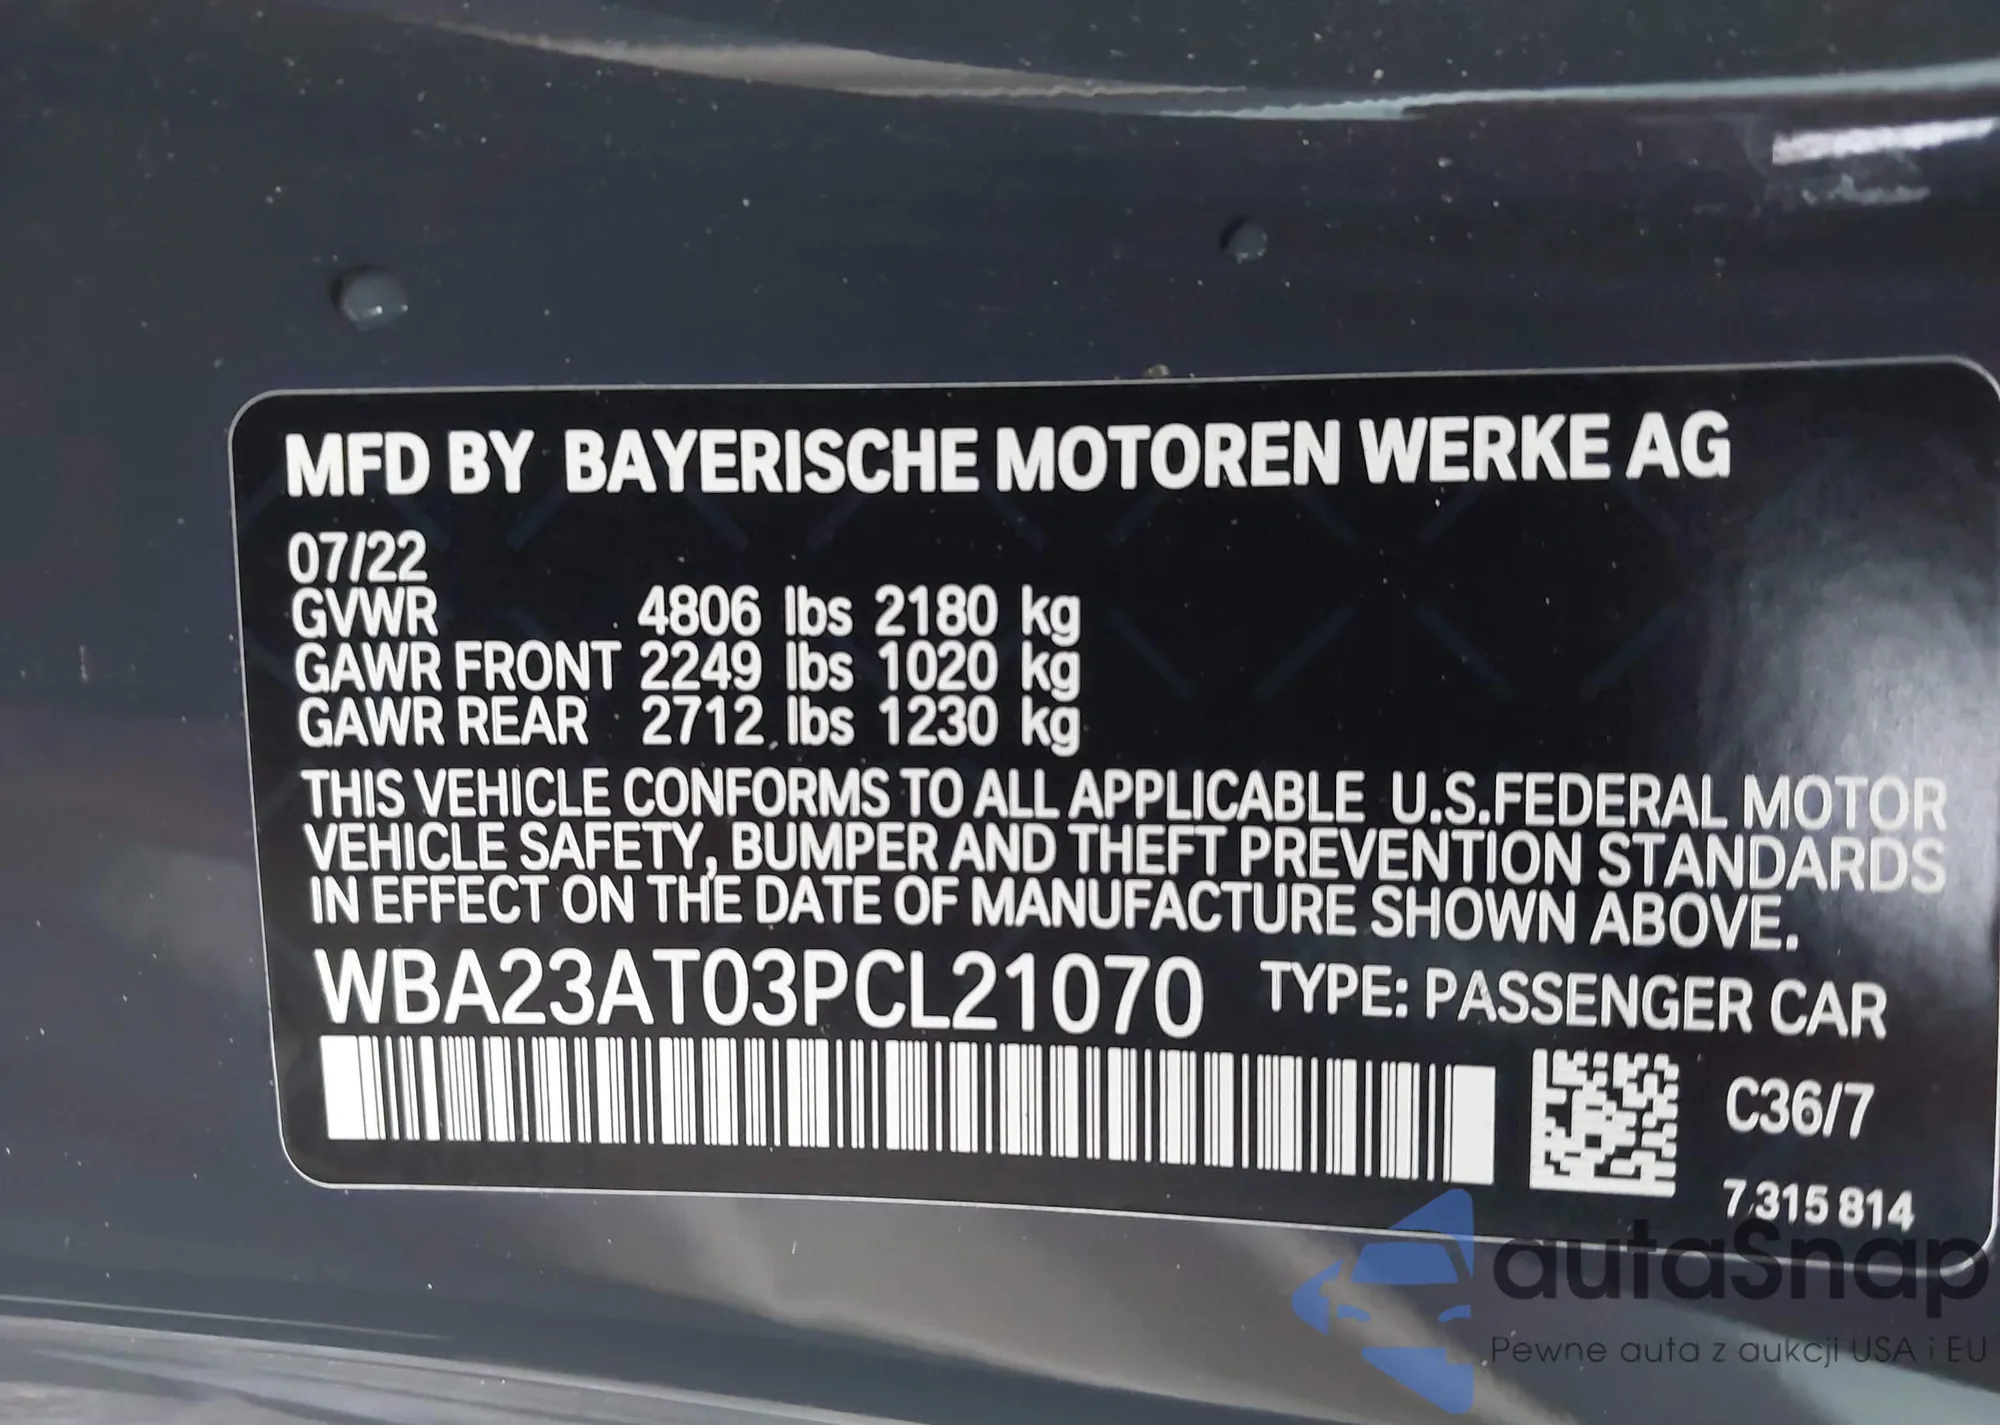 MFD BY BAYERISCHE MOTOREN WERKE AG
07/22
GVWR 4806 lbs 2180 kg
GAWR FRONT 2249 lbs 1020 kg
GAWR REAR 2712 lbs 1230 kg
THIS VEHICLE CONFORMS TO ALL APPLICABLE U.S.FEDERAL MOTOR
VEHICLE SAFETY, BUMPER AND THEFT PREVENTION STANDARDS
IN EFFECT ON THE DATE OF MANUFACTURE SHOWN ABOVE.
WBA23AT03PCL21070 TYPE: PASSENGER CAR
C36/7
7 315 814
autaSnap
Pewne auta z aukcji USA i EU